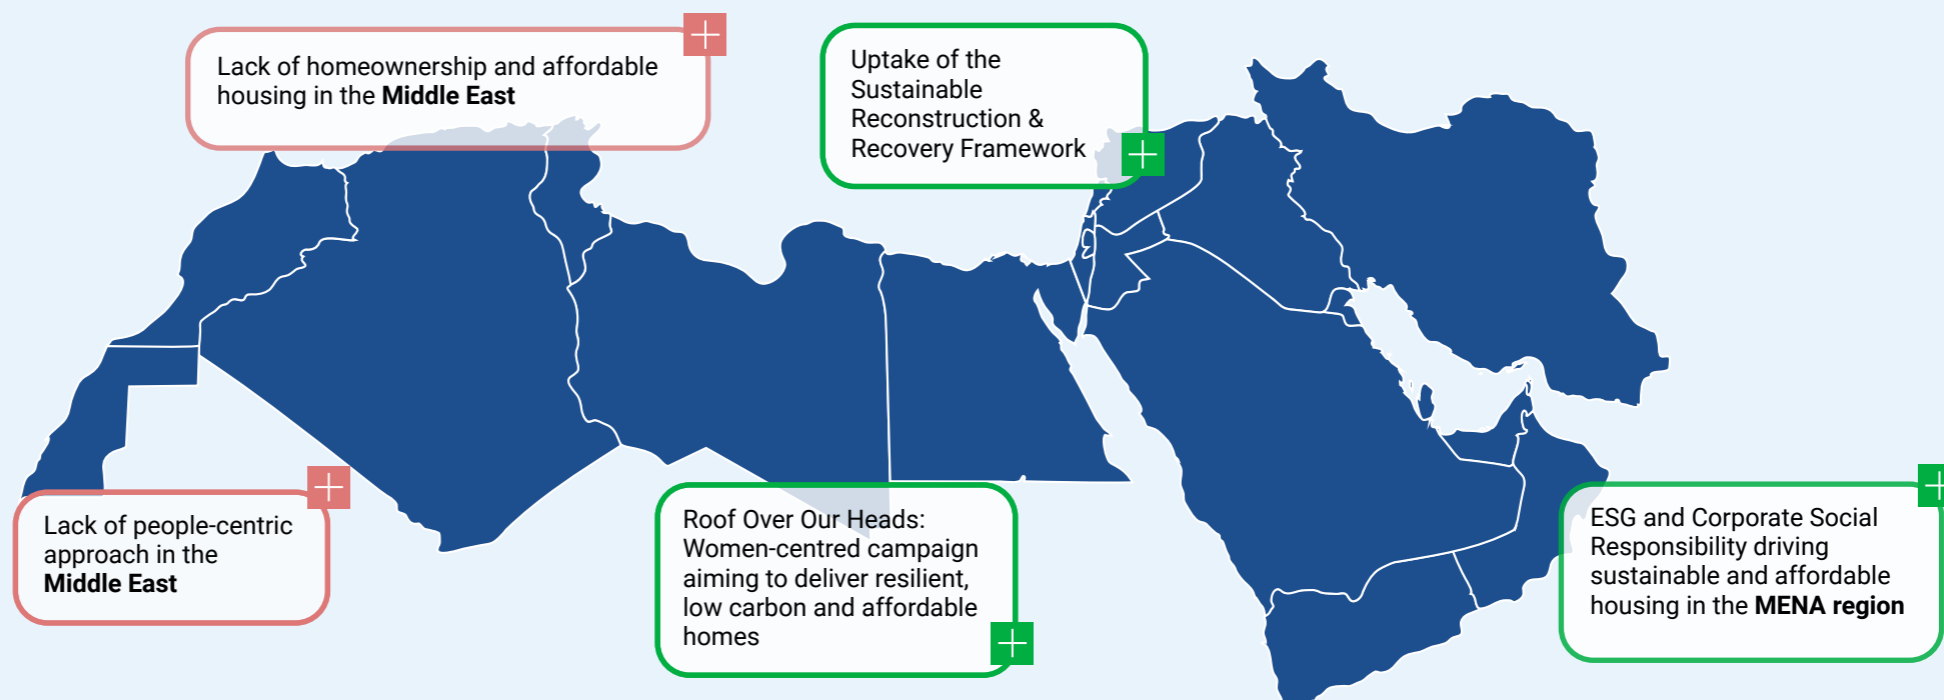 Lack of homeownership and affordable
housing in the Middle East
Uptake of the
Sustainable
Reconstruction &
Recovery Framework
Lack of people-centric
approach in the
Middle East
Roof Over Our Heads:
Women-centred campaign
aiming to deliver resilient,
low carbon and affordable
homes
ESG and Corporate Social
Responsibility driving
sustainable and affordable
housing in the MENA region